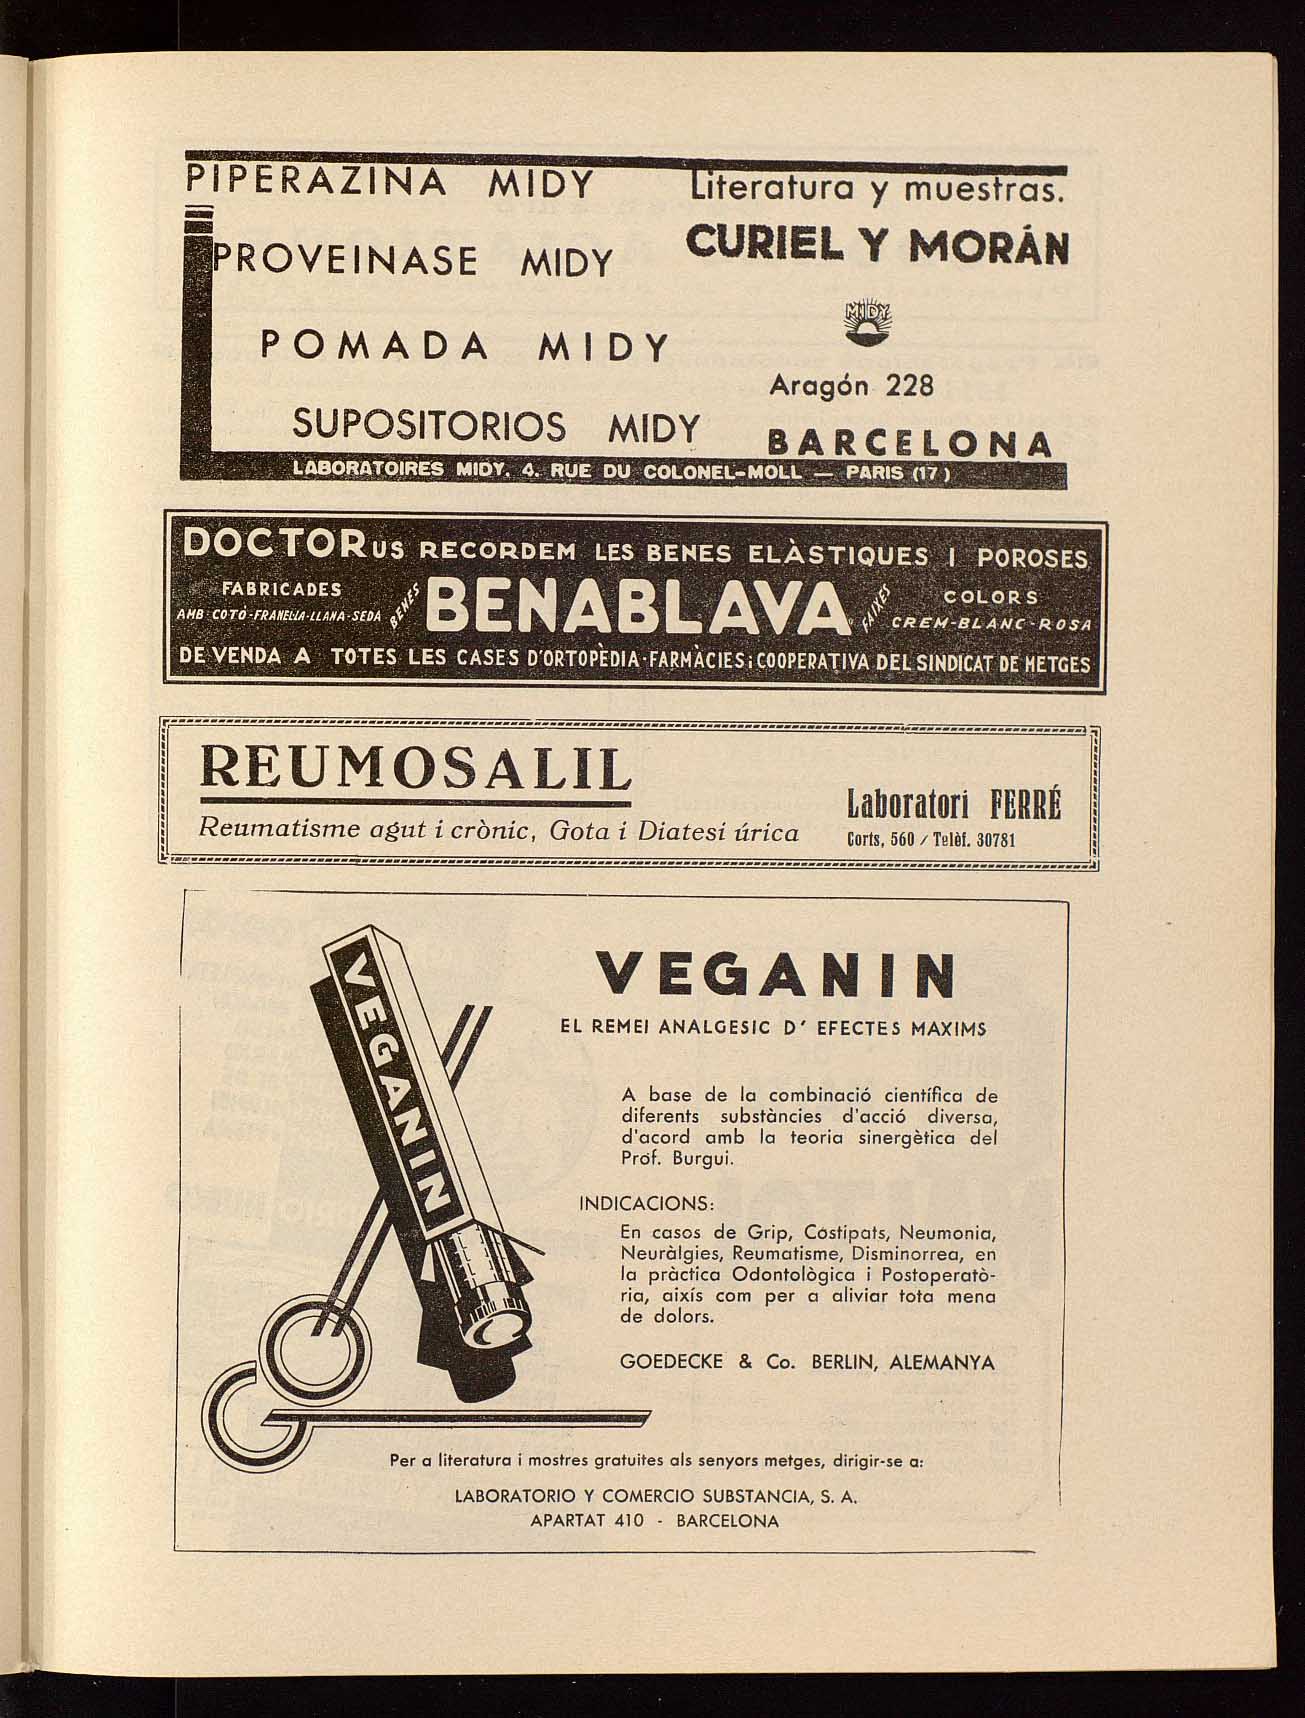 PIPERAZINA MIDY
PROVEINASE MIDY
POMADA MIDY
SUPOSITORIOS MIDY
Literatura y muestras.
CURIEL Y MORÁN
MIDY
Aragón 228
BARCELONA
LABORATOIRES MIDY. 4. RUE DU COLONEL-MOLL — PARIS (17)
DOCTOR US RECORDEM LES BENES ELÀSTIQUES I POROSES
FABRICADES
AMB COTÓ-FRANEL·LA-LLANA-SEDA
BENES
BENABLAVA
FAIXES
COLORS
CREM-BLANC-ROSA
DE VENDA A TOTES LES CASES D'ORTOPÈDIA-FARMÀCIES i COOPERATIVA DEL SINDICAT DE METGES
REUMOSALIL
Reumatisme agut i crònic, Gota i Diatesi úrica
Laboratori FERRÉ
Corts, 560 / Telèf. 30781
VEGANIN
VEGANIN
EL REMEI ANALGESIC D' EFECTES MAXIMS
A base de la combinació científica de
diferents substàncies d'acció diversa,
d'acord amb la teoria sinergètica del
Prof. Burgui.
INDICACIONS:
En casos de Grip, Costipats, Neumonia,
Neuràlgies, Reumatisme, Disminorrea, en
la pràctica Odontològica i Postoperatò-
ria, aixís com per a aliviar tota mena
de dolors.
GOEDECKE & Co. BERLIN, ALEMANYA
Per a literatura i mostres gratuites als senyors metges, dirigir-se a:
LABORATORIO Y COMERCIO SUBSTANCIA, S. A.
APARTAT 410 - BARCELONA